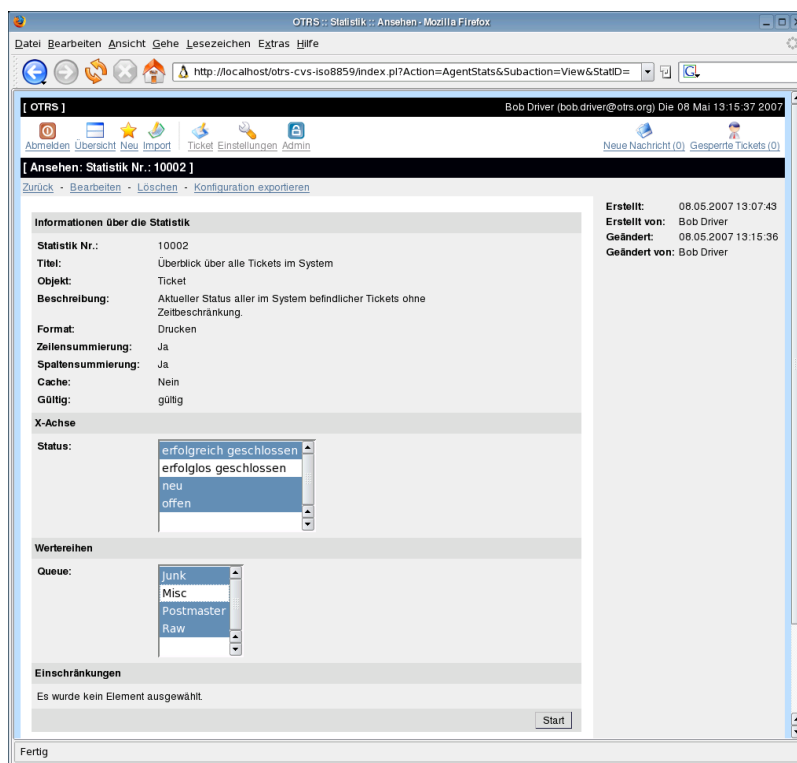 OTRS :: Statistik :: Ansehen - Mozilla Firefox
Datei Bearbeiten Ansicht Gehe Lesezeichen Extras Hilfe
http://localhost/otrs-cvs-iso8859/index.pl?Action=AgentStats&Subaction=View&StatID=
[ OTRS ] Bob Driver (bob.driver@otrs.org) Die 08 Mai 13:15:37 2007
Abmelden Übersicht Neu Import Ticket Einstellungen Admin Neue Nachricht (0) Gesperrte Tickets (0)
[ Ansehen: Statistik Nr.: 10002 ]
Zurück - Bearbeiten - Löschen - Konfiguration exportieren
Erstellt: 08.05.2007 13:07:43
Erstellt von: Bob Driver
Geändert: 08.05.2007 13:15:36
Geändert von: Bob Driver
Informationen über die Statistik
Statistik Nr.: 10002
Titel: Überblick über alle Tickets im System
Objekt: Ticket
Beschreibung: Aktueller Status aller im System befindlicher Tickets ohne
Zeitbeschränkung.
Format: Drucken
Zeilensummierung: Ja
Spaltensummierung: Ja
Cache: Nein
Gültig: gültig
X-Achse
Status: erfolgreich geschlossen
erfolglos geschlossen
neu
offen
Wertereihen
Queue: Junk
Misc
Postmaster
Raw
Einschränkungen
Es wurde kein Element ausgewählt.
Start
Fertig